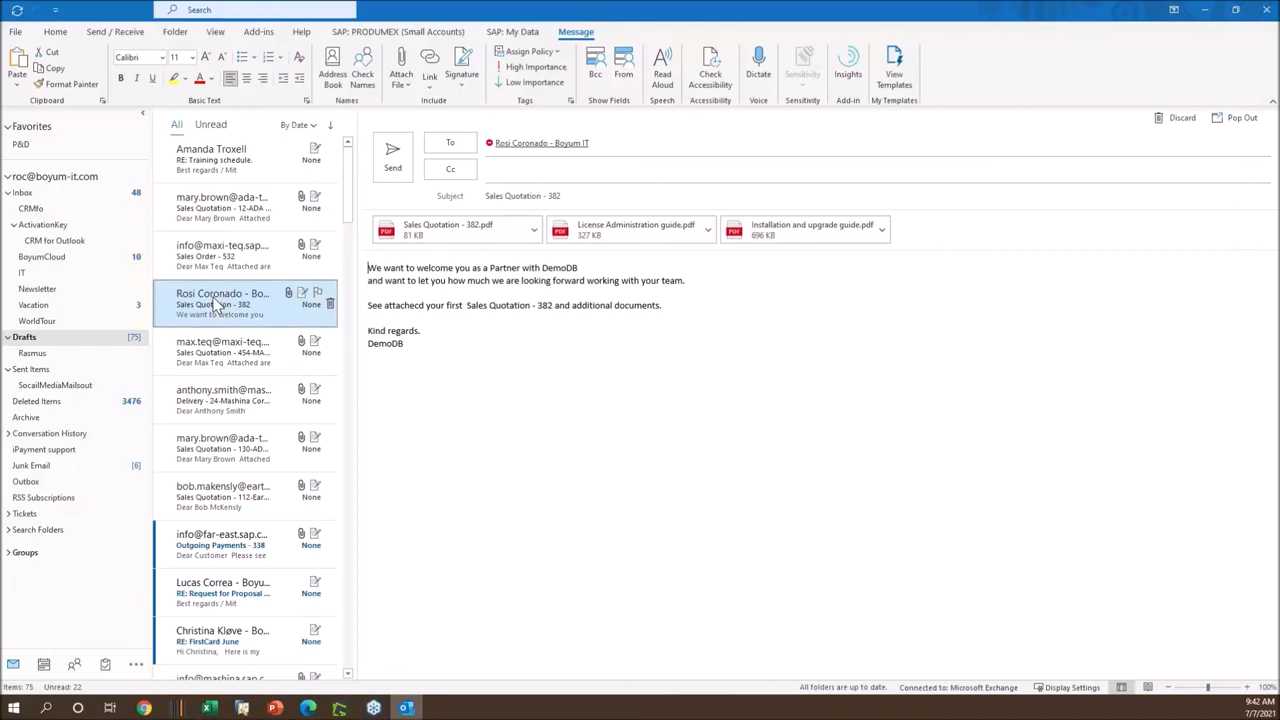 Search
File
Home
Send / Receive
Folder
View
Add-ins
Help
SAP: PRODUMEX (Small Accounts)
SAP: My Data
Message
Paste
Cut
Copy
Format Painter
Clipboard
Calibri
11
Basic Text
Address Book
Check Names
Names
Attach File
Link
Signature
Include
Assign Policy
High Importance
Low Importance
Tags
Bcc
From
Show Fields
Read Aloud
Speech
Check Accessibility
Accessibility
Dictate
Voice
Sensitivity
Sensitivity
Insights
Add-in
View Templates
My Templates
Favorites
P&D
roc@boyum-it.com
Inbox 48
CRMfo
ActivationKey
CRM for Outlook
BoyumCloud 10
IT
Newsletter
Vacation 3
WorldTour
Drafts [75]
Rasmus
Sent Items
SocailMediaMailsout
Deleted Items 3476
Archive
Conversation History
iPayment support
Junk Email [6]
Outbox
RSS Subscriptions
Tickets
Search Folders
Groups
All Unread By Date
Amanda Troxell
RE: Training schedule. None
Best regards / Mit
mary.brown@ada-t...
Sales Quotation - 12-ADA ... None
Dear Mary Brown Attached
info@maxi-teq.sap....
Sales Order - 532 None
Dear Max Teq Attached are
Rosi Coronado - Bo...
Sales Quotation - 382 None
We want to welcome you
max.teq@maxi-teq....
Sales Quotation - 454-MA... None
Dear Max Teq Attached are
anthony.smith@mas...
Delivery - 24-Mashina Cor... None
Dear Anthony Smith
mary.brown@ada-t...
Sales Quotation - 130-AD... None
Dear Mary Brown Attached
bob.makensly@eart...
Sales Quotation - 112-Ear... None
Dear Bob McKensly
info@far-east.sap.c...
Outgoing Payments - 338 None
Dear Customer Please see
Lucas Correa - Boyu...
RE: Request for Proposal ... None
Best regards / Mit
Christina Kløve - Bo...
RE: FirstCard June None
Hi Christina, Here is my
info@mashina.sap.c...
Discard Pop Out
Send
To Rosi Coronado - Boyum IT
Cc
Subject Sales Quotation - 382
PDF Sales Quotation - 382.pdf
81 KB
PDF License Administration guide.pdf
327 KB
PDF Installation and upgrade guide.pdf
696 KB
We want to welcome you as a Partner with DemoDB
and want to let you how much we are looking forward working with your team.
See attachecd your first Sales Quotation - 382 and additional documents.
Kind regards.
DemoDB
Items: 75 Unread: 22
All folders are up to date. Connected to: Microsoft Exchange Display Settings 100%
9:42 AM
7/7/2021